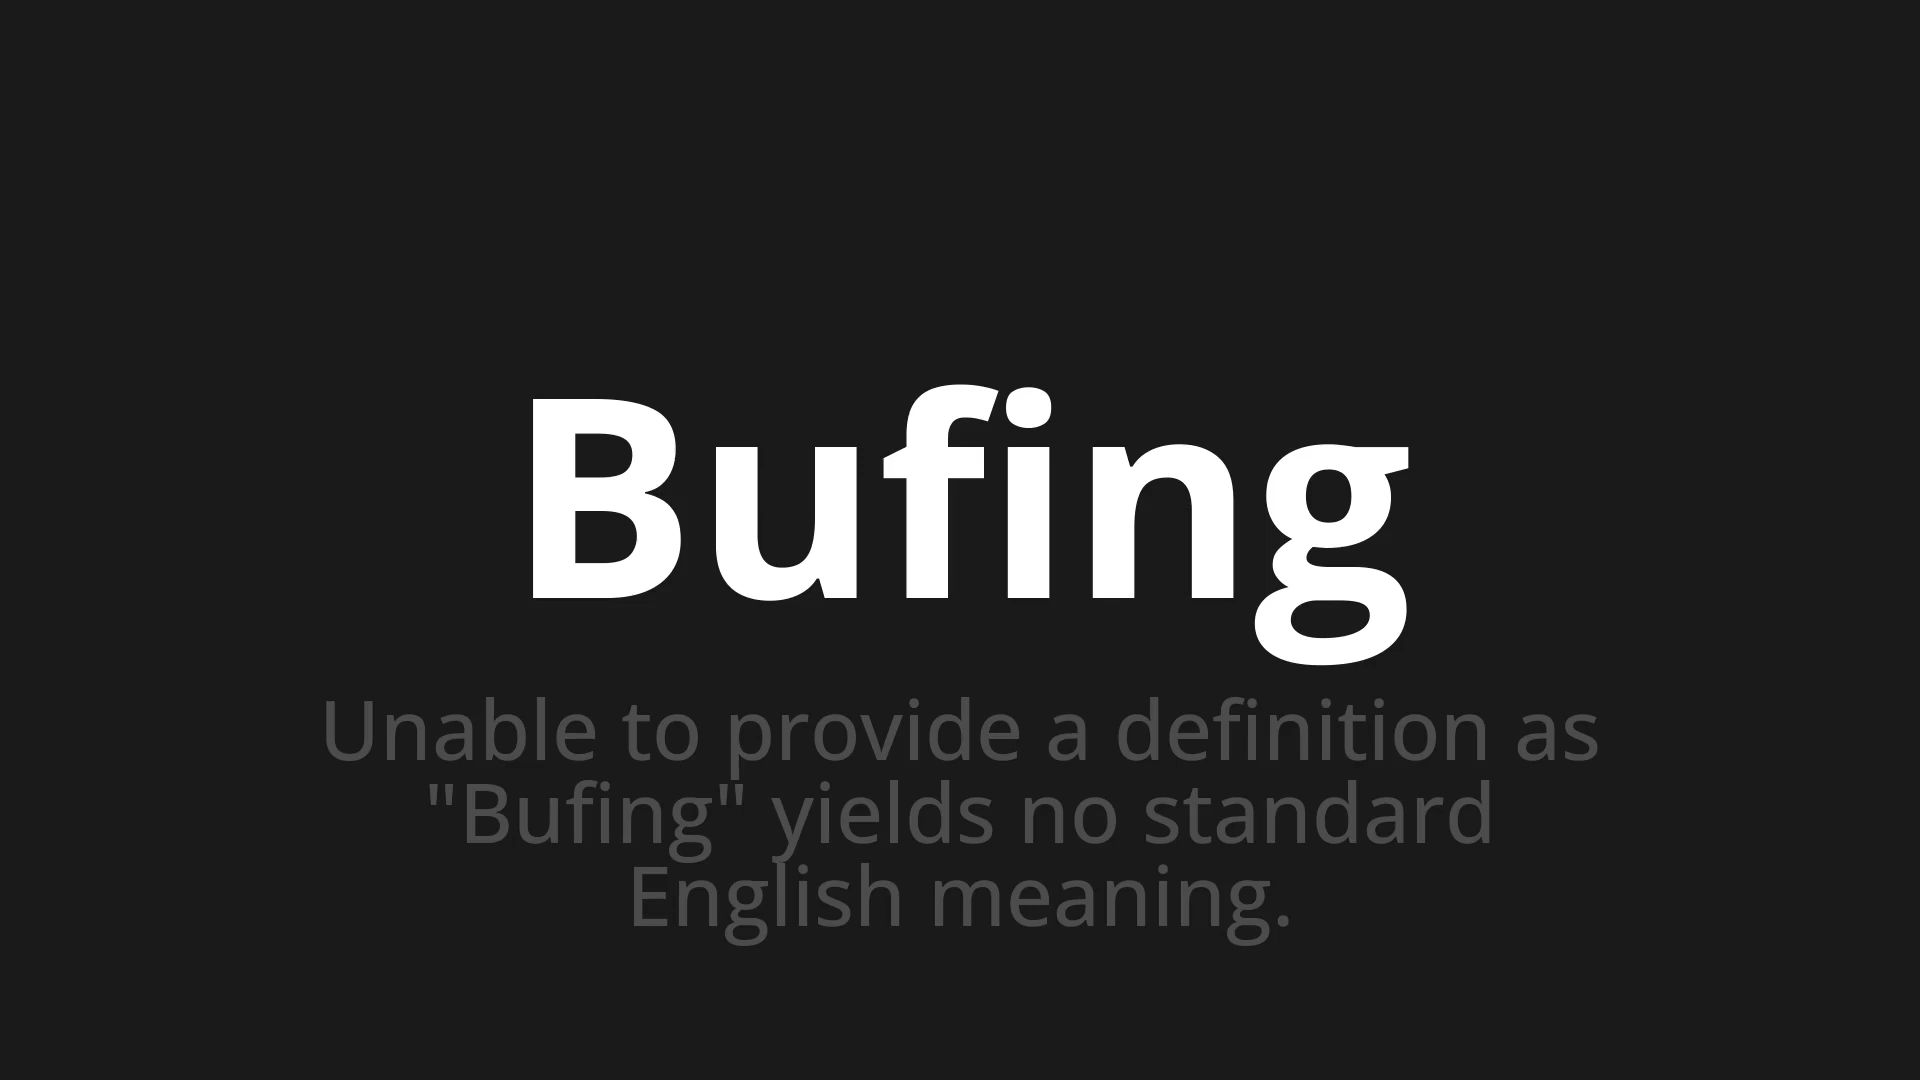 Bufing
Unable to provide a definition as
"Bufing" yields no standard
English meaning.